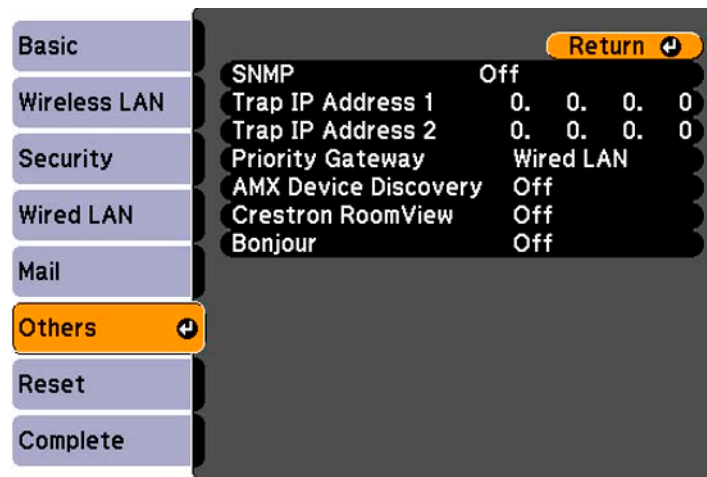 Basic
Wireless LAN
Security
Wired LAN
Mail
Others
Reset
Complete
Return
SNMP Off
Trap IP Address 1 0. 0. 0. 0
Trap IP Address 2 0. 0. 0. 0
Priority Gateway Wired LAN
AMX Device Discovery Off
Crestron RoomView Off
Bonjour Off